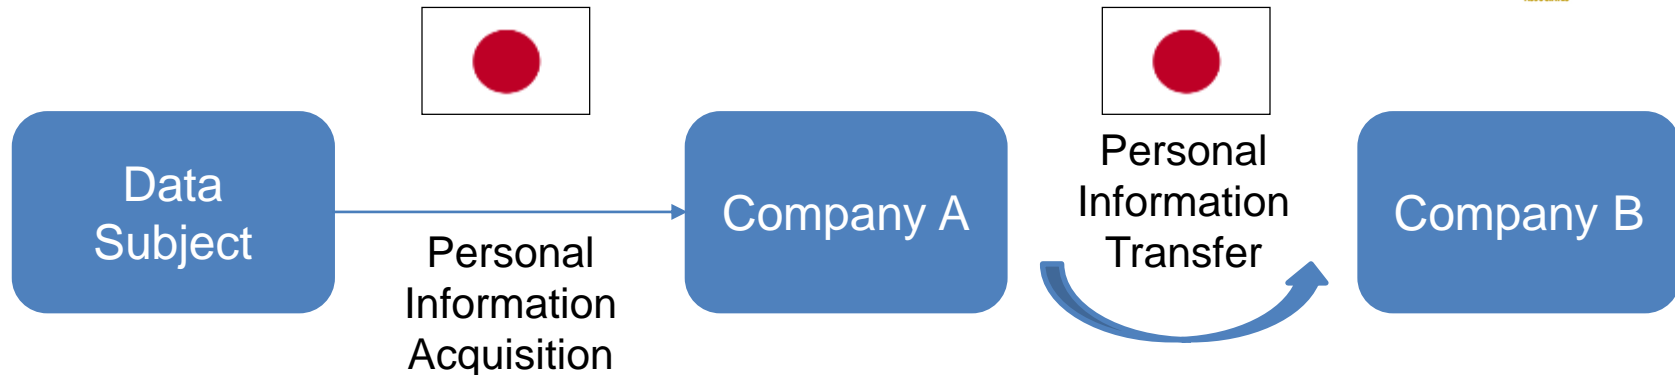 Data
Subject
Personal
Information
Acquisition
Company A
Personal
Information
Transfer
Company B